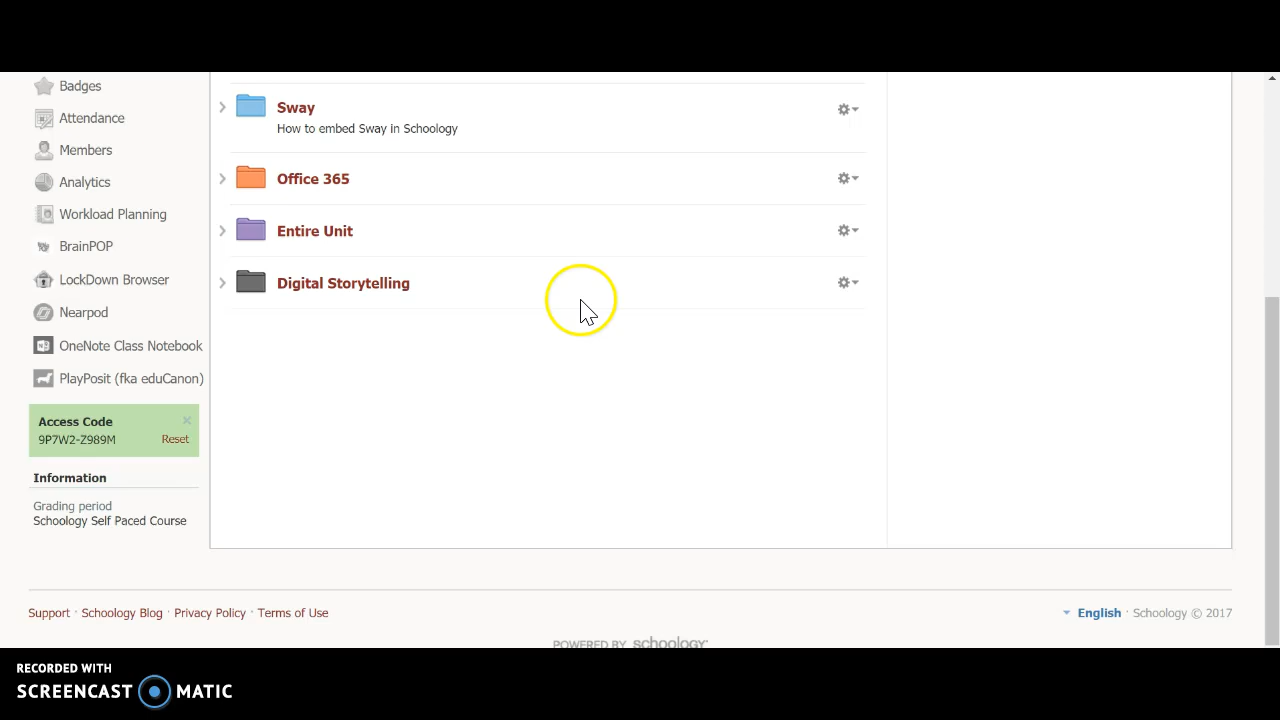 Badges
Attendance
Members
Analytics
Workload Planning
BrainPOP
LockDown Browser
Nearpod
OneNote Class Notebook
PlayPosit (fka eduCanon)
Access Code
9P7W2-Z989M Reset
Information
Grading period
Schoology Self Paced Course
Sway
How to embed Sway in Schoology
Office 365
Entire Unit
Digital Storytelling
Support · Schoology Blog · Privacy Policy · Terms of Use
English · Schoology © 2017
POWERED BY schoology
RECORDED WITH
SCREENCAST MATIC